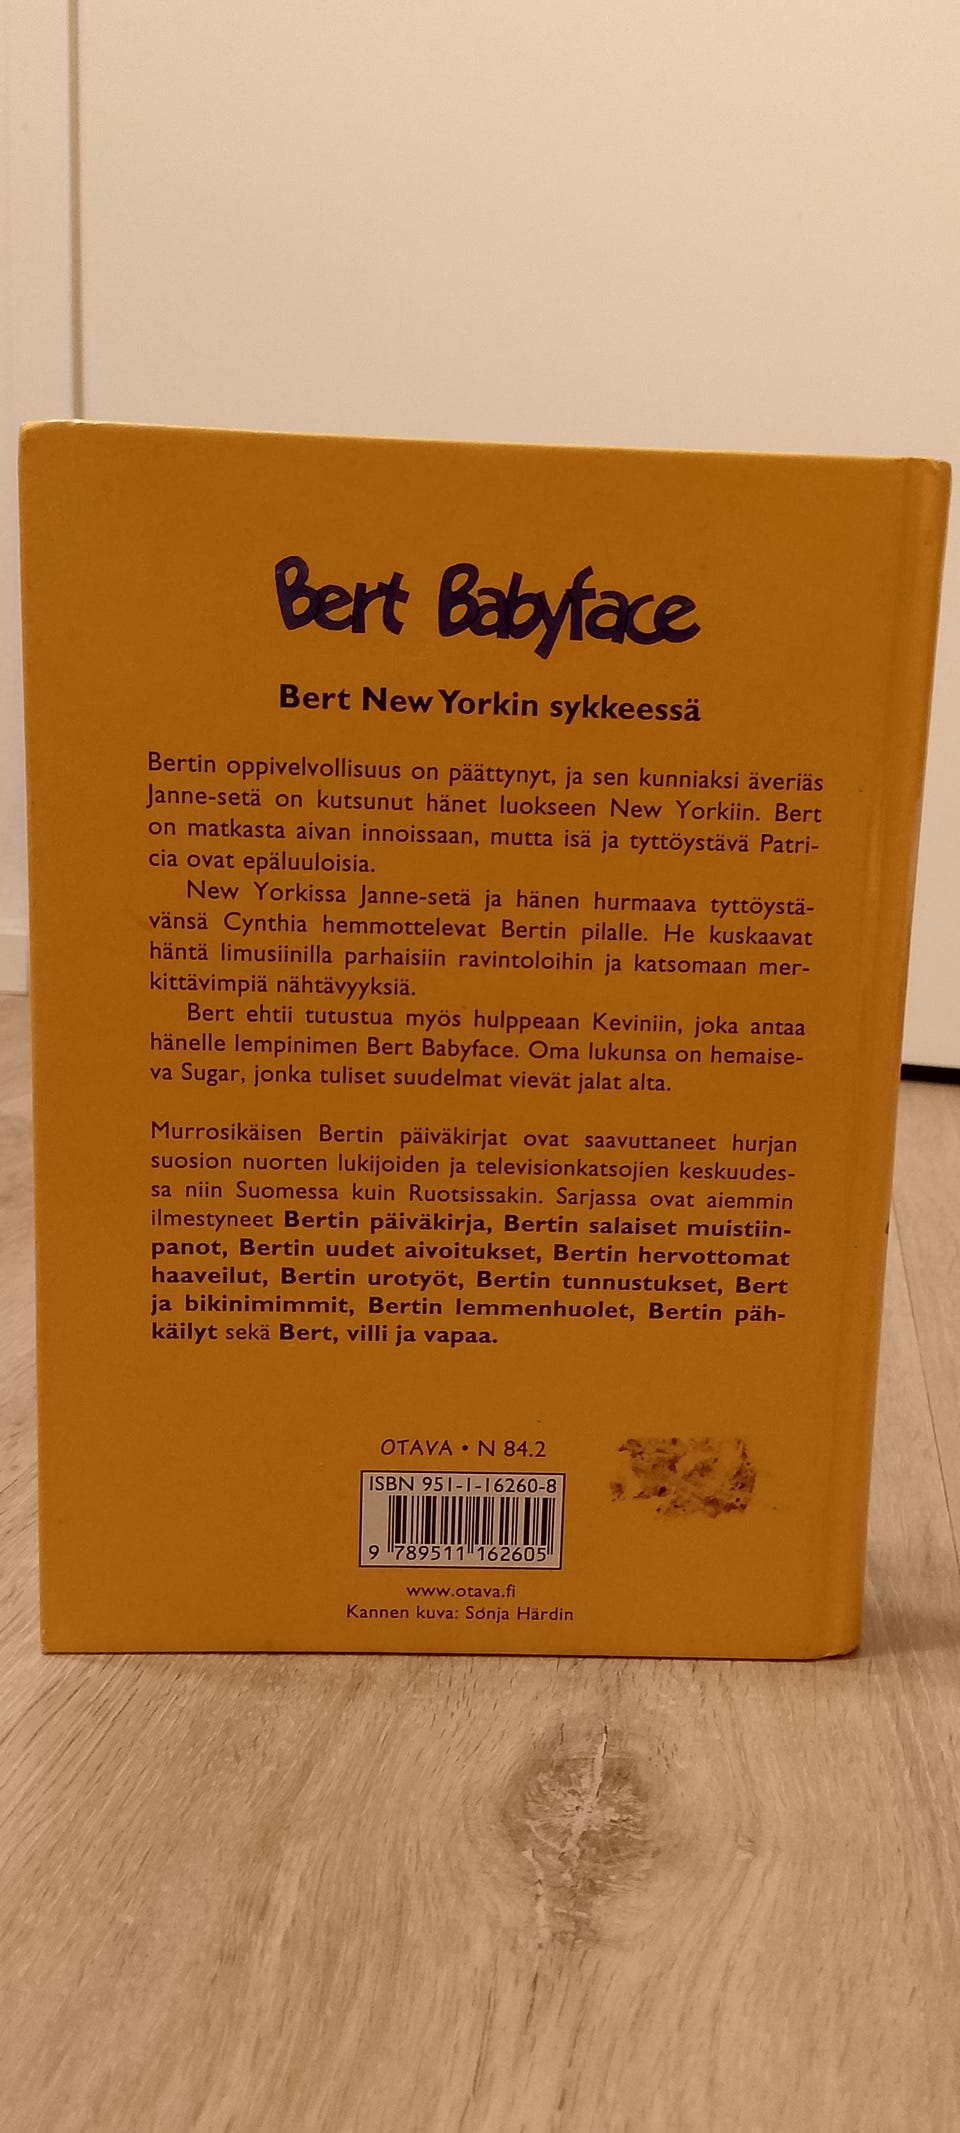 Bert Babyface
Bert New Yorkin sykkeessä
Bertin oppivelvollisuus on päättynyt, ja sen kunniaksi äveriäs
Janne-setä on kutsunut hänet luokseen New Yorkiin. Bert
on matkasta aivan innoissaan, mutta isä ja tyttöystävä Patri-
cia ovat epäluuloisia.
New Yorkissa Janne-setä ja hänen hurmaava tyttöystä-
vänsä Cynthia hemmottelevat Bertin pilalle. He kuskaavat
häntä limusiinilla parhaisiin ravintoloihin ja katsomaan mer-
kittävimpiä nähtävyyksiä.
Bert ehtii tutustua myös hulppeaan Keviniin, joka antaa
hänelle lempinimen Bert Babyface. Oma lukunsa on hemaise-
va Sugar, jonka tuliset suudelmat vievät jalat alta.
Murrosikäisen Bertin päiväkirjat ovat saavuttaneet hurjan
suosion nuorten lukijoiden ja televisionkatsojien keskuudes-
sa niin Suomessa kuin Ruotsissakin. Sarjassa ovat aiemmin
ilmestyneet Bertin päiväkirja, Bertin salaiset muistiin-
panot, Bertin uudet aivoitukset, Bertin hervottomat
haaveilut, Bertin urotyöt, Bertin tunnustukset, Bert
ja bikinimimmit, Bertin lemmenhuolet, Bertin päh-
käilyt sekä Bert, villi ja vapaa.
OTAVA • N 84.2
ISBN 951-1-16260-8
9 789511 162605
www.otava.fi
Kannen kuva: Sonja Härdin